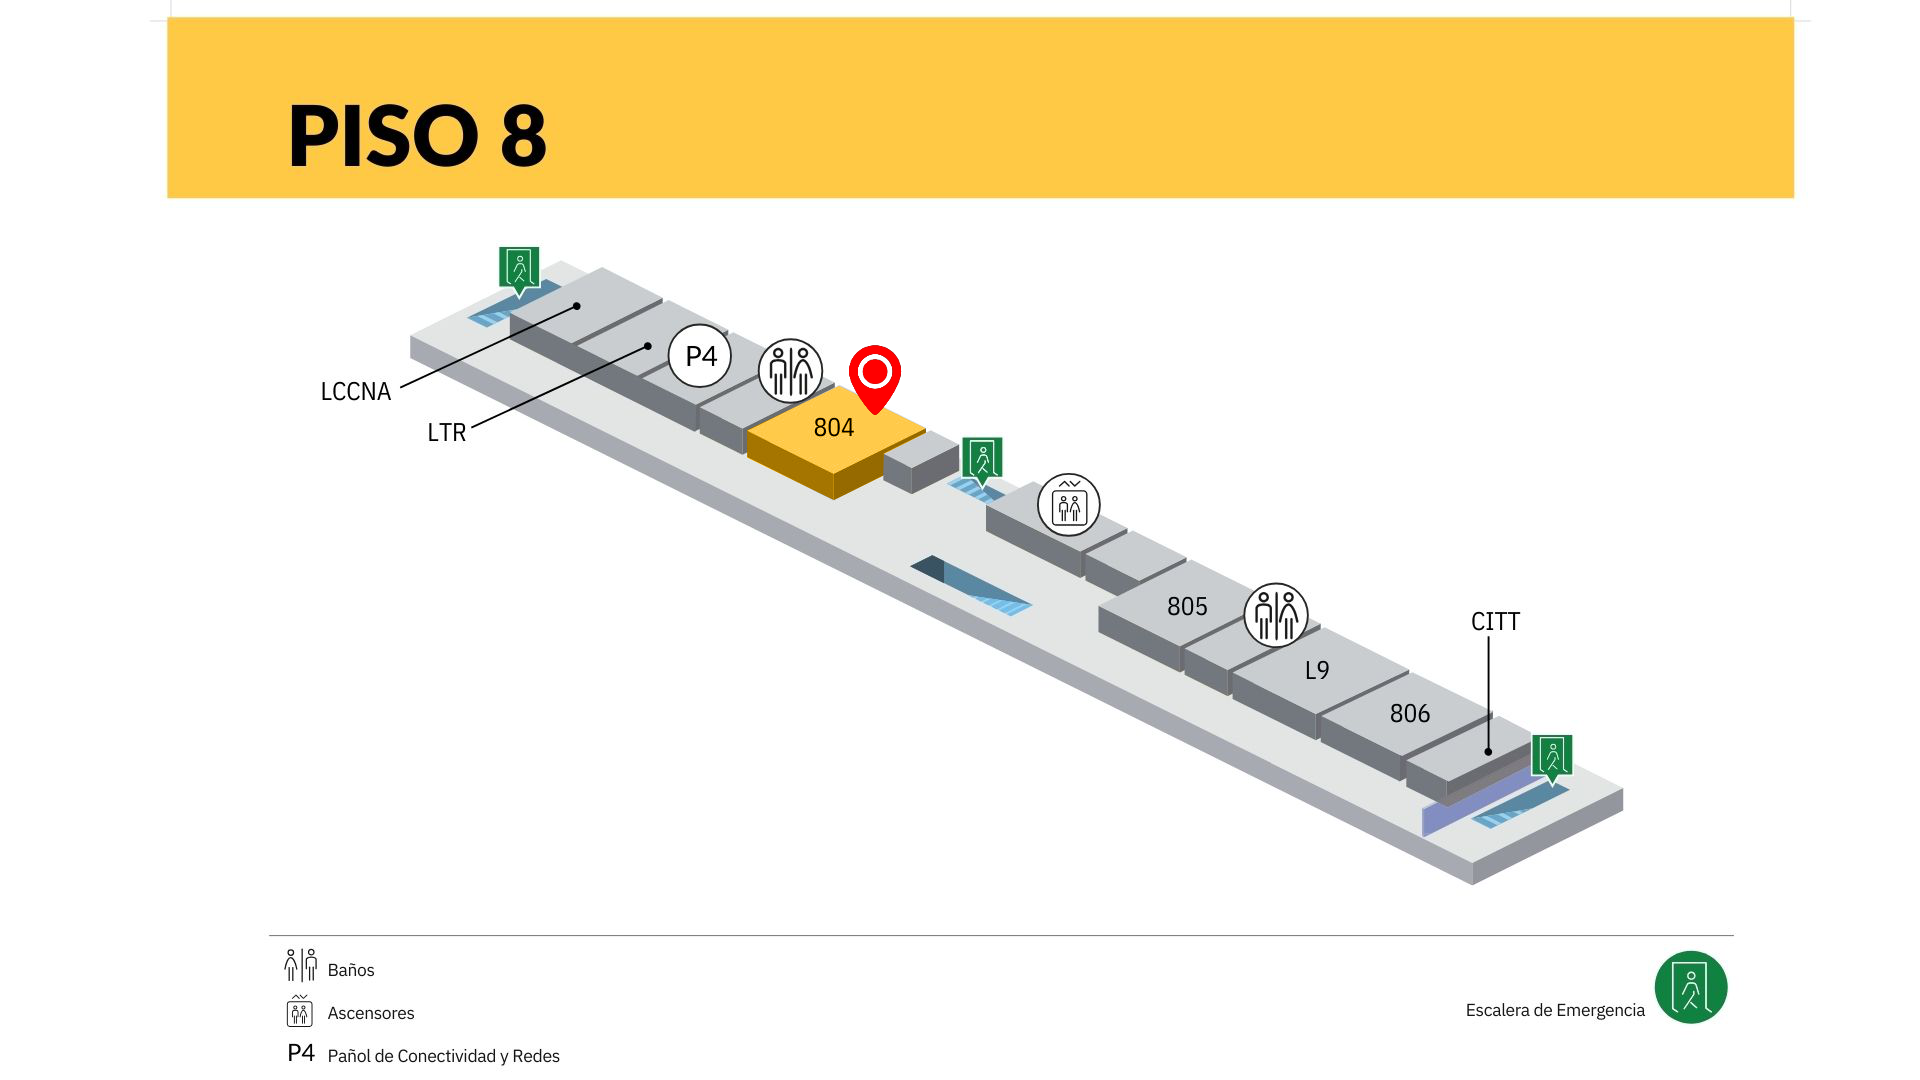 PISO 8
LCCNA
LTR
P4
804
805
L9
806
CITT
Baños
Ascensores
P4 Pañol de Conectividad y Redes
Escalera de Emergencia